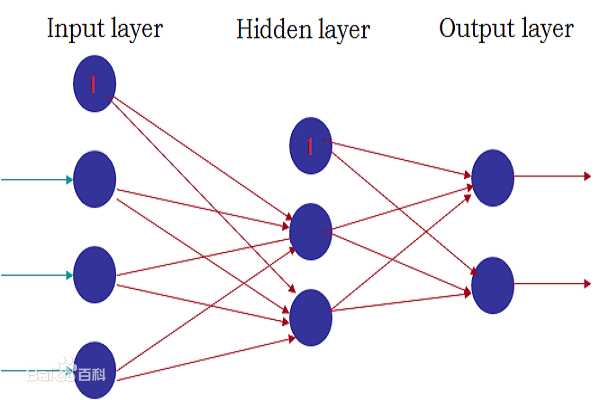 Input layer
Hidden layer
Output layer
1
1
Bai百科